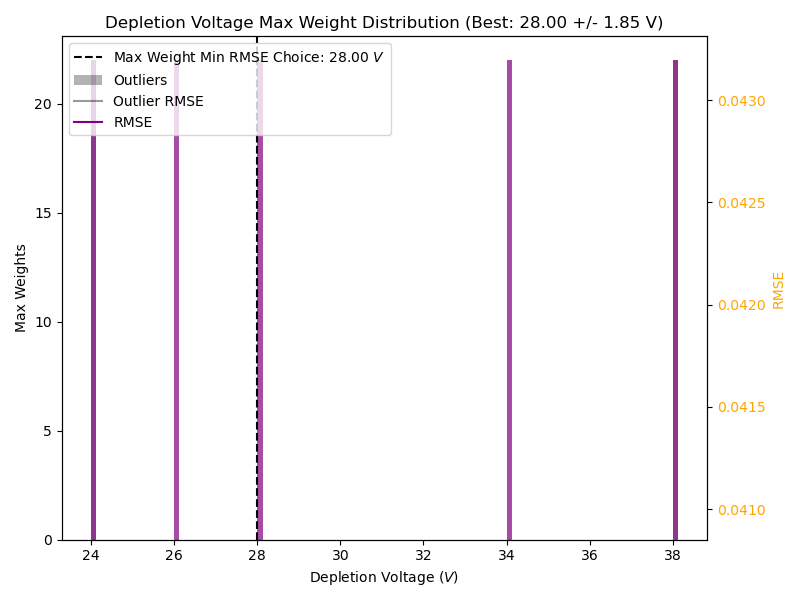 Depletion Voltage Max Weight Distribution (Best: 28.00 +/- 1.85 V)
Max Weight Min RMSE Choice: 28.00 V
Outliers
Outlier RMSE
RMSE
Max Weights
20
15
10
5
0
0.0430
0.0425
0.0420
0.0415
0.0410
RMSE
24 26 28 30 32 34 36 38
Depletion Voltage (V)